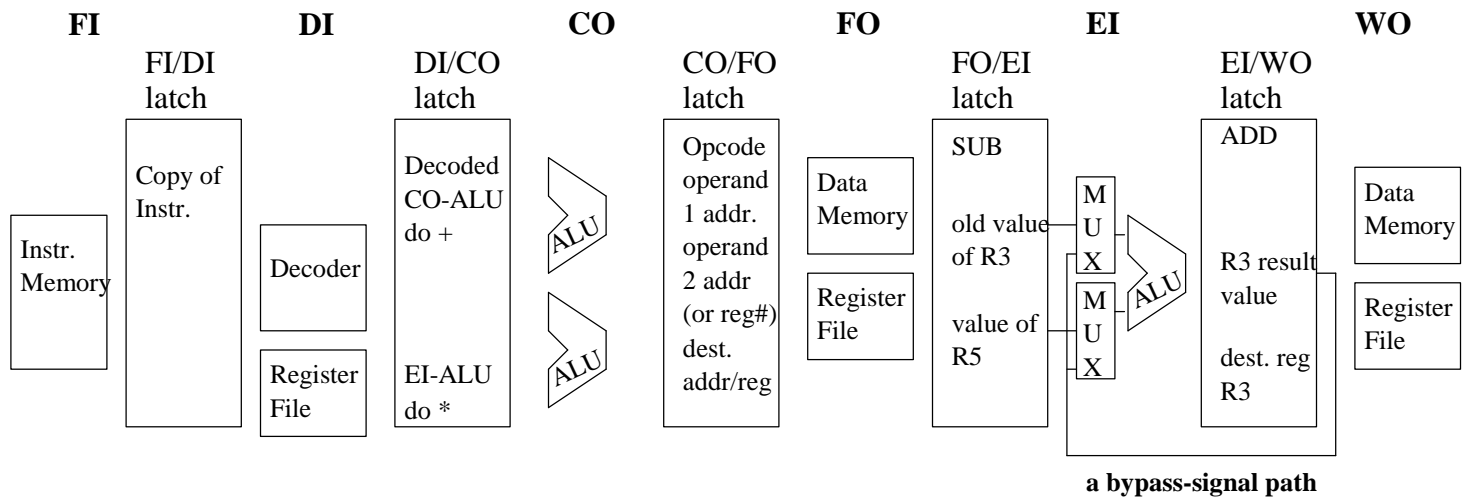 FI
DI
CO
FO
EI
WO
FI/DI
latch
DI/CO
latch
CO/FO
latch
FO/EI
latch
EI/WO
latch
Instr.
Memory
Copy of
Instr.
Decoder
Register
File
Decoded
CO-ALU
do +
EI-ALU
do *
ALU
ALU
Opcode
operand
1 addr.
operand
2 addr
(or reg#)
dest.
addr/reg
Data
Memory
Register
File
SUB
old value
of R3
value of
R5
M
U
X
M
U
X
ALU
ADD
R3 result
value
dest. reg
R3
Data
Memory
Register
File
a bypass-signal path